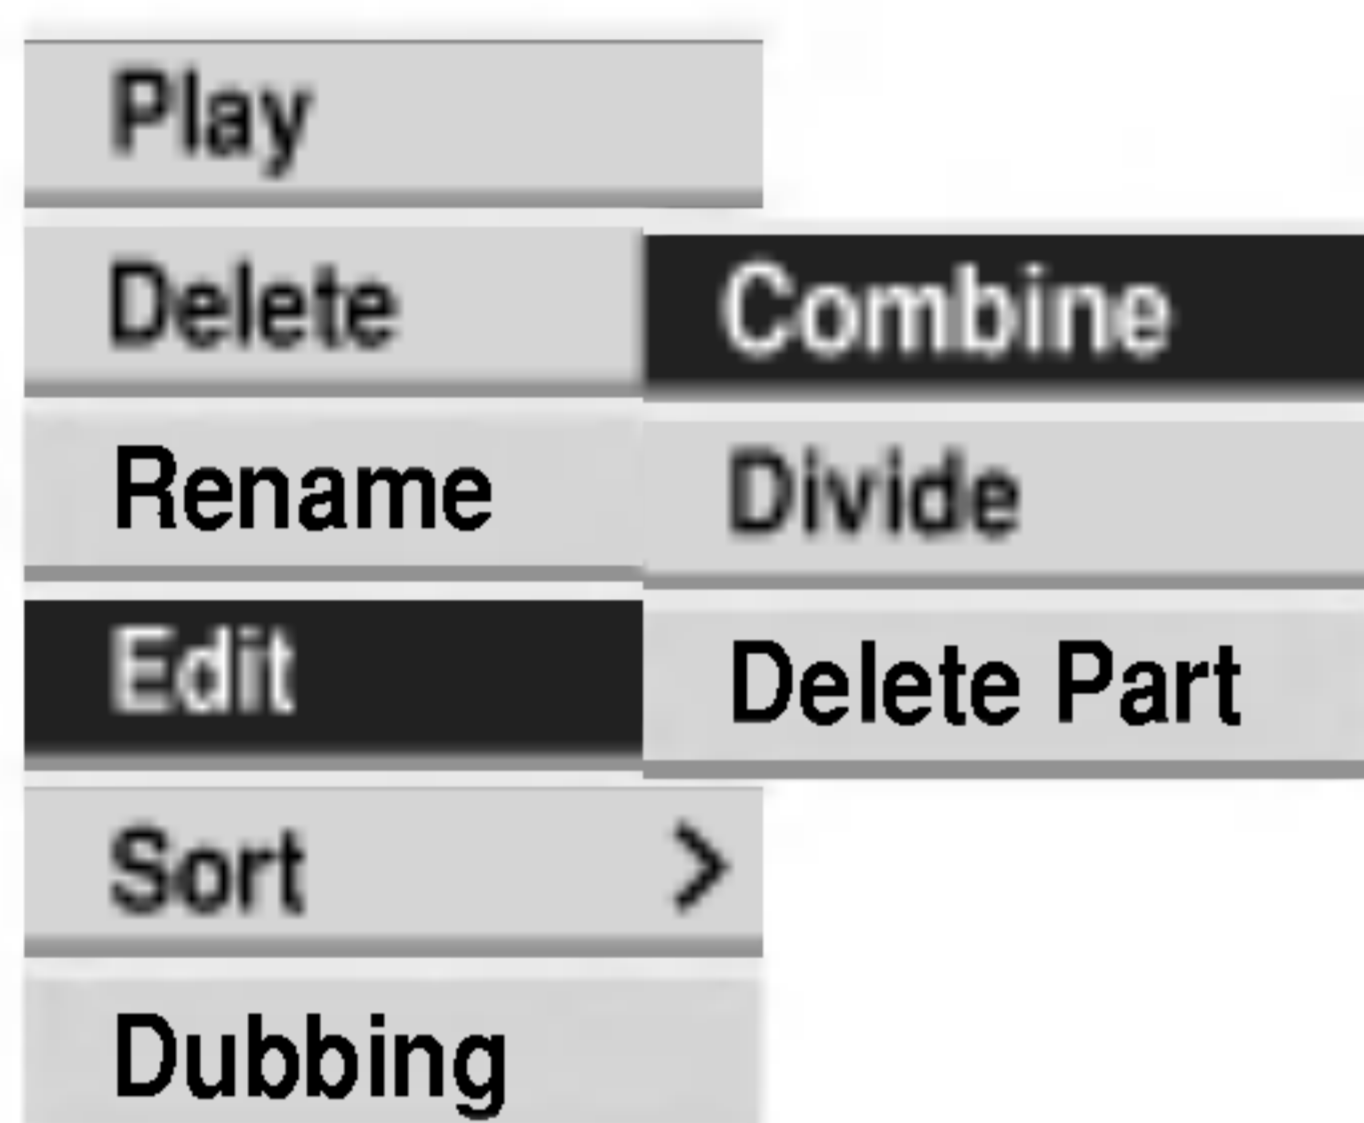 Play
Delete
Rename
Edit
Sort >
Dubbing
Combine
Divide
Delete Part